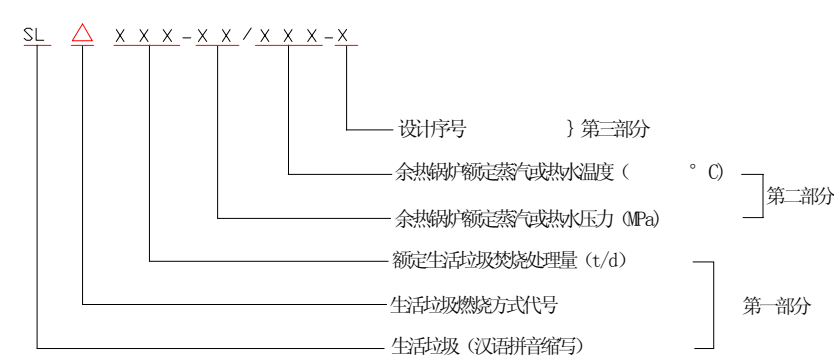 SL △ X X X - X X / X X X - X
设计序号 } 第三部分
余热锅炉额定蒸汽或热水温度（ °C)
第二部分
余热锅炉额定蒸汽或热水压力（MPa)
额定生活垃圾焚烧处理量（t/d）
生活垃圾燃烧方式代号 第一部分
生活垃圾（汉语拼音缩写）